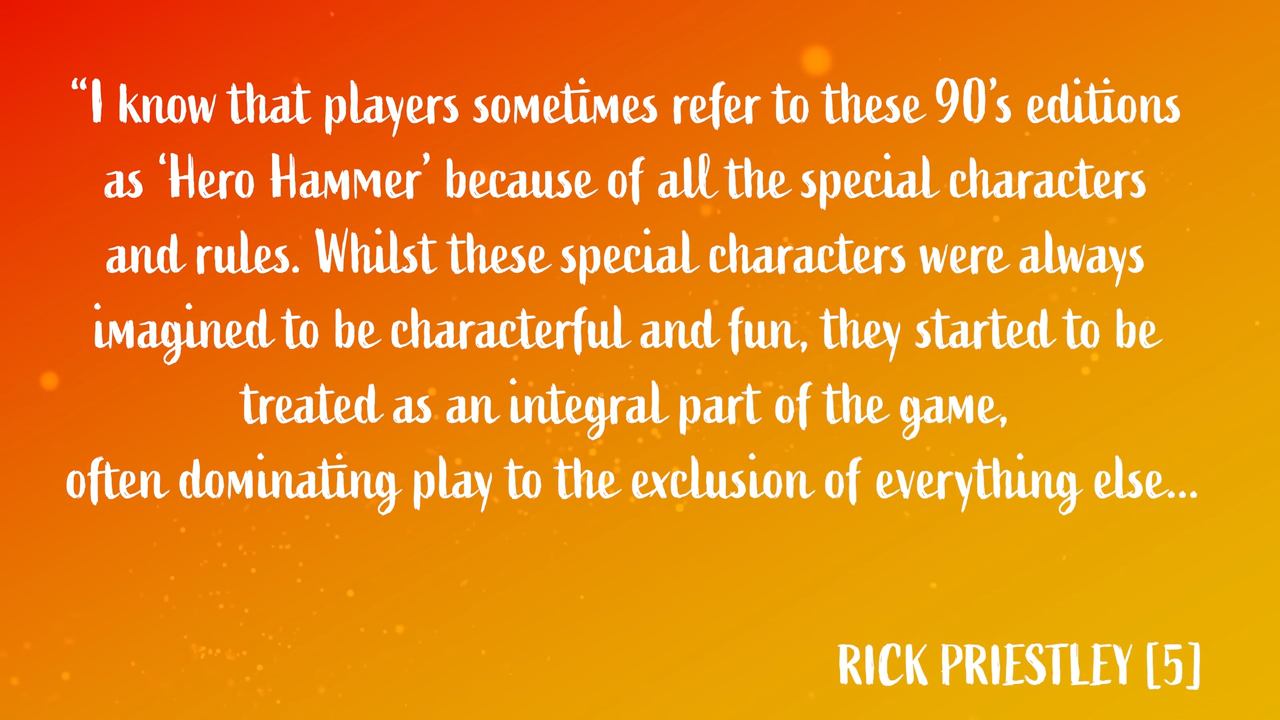 “I know that players sometimes refer to these 90’s editions
as ‘Hero Hammer’ because of all the special characters
and rules. Whilst these special characters were always
imagined to be characterful and fun, they started to be
treated as an integral part of the game,
often dominating play to the exclusion of everything else...
RICK PRIESTLEY [5]